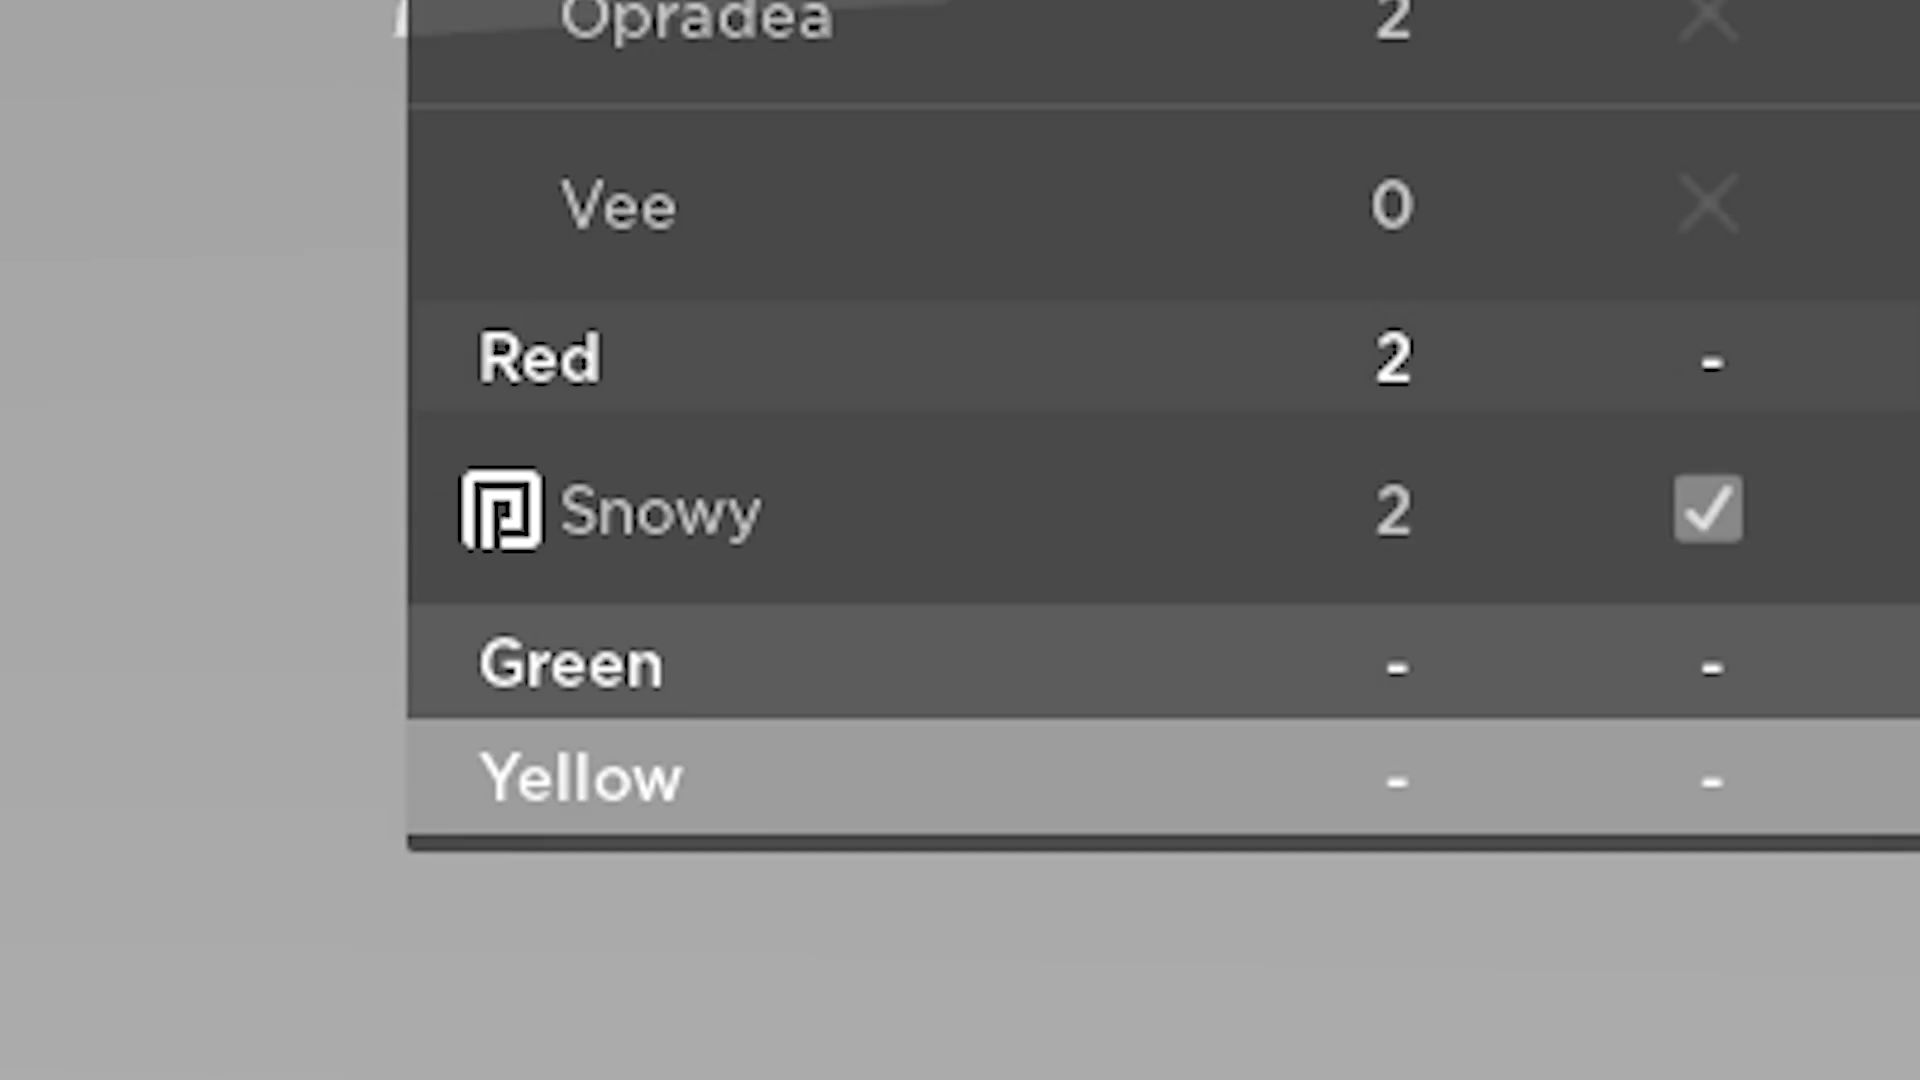 Opradea 2
Vee 0
Red 2 -
Snowy 2
Green - -
Yellow - -